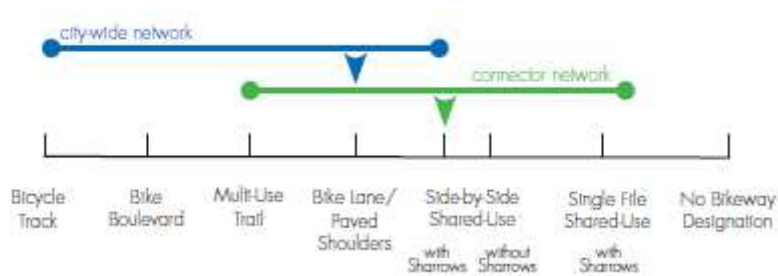 city-wide network
connector network
Bicycle Track
Bike Boulevard
Multi-Use Trail
Bike Lane/ Paved Shoulders
Side-by-Side Shared-Use
with Sharrows
without Sharrows
Single File Shared-Use
with Sharrows
No Bikeway Designation